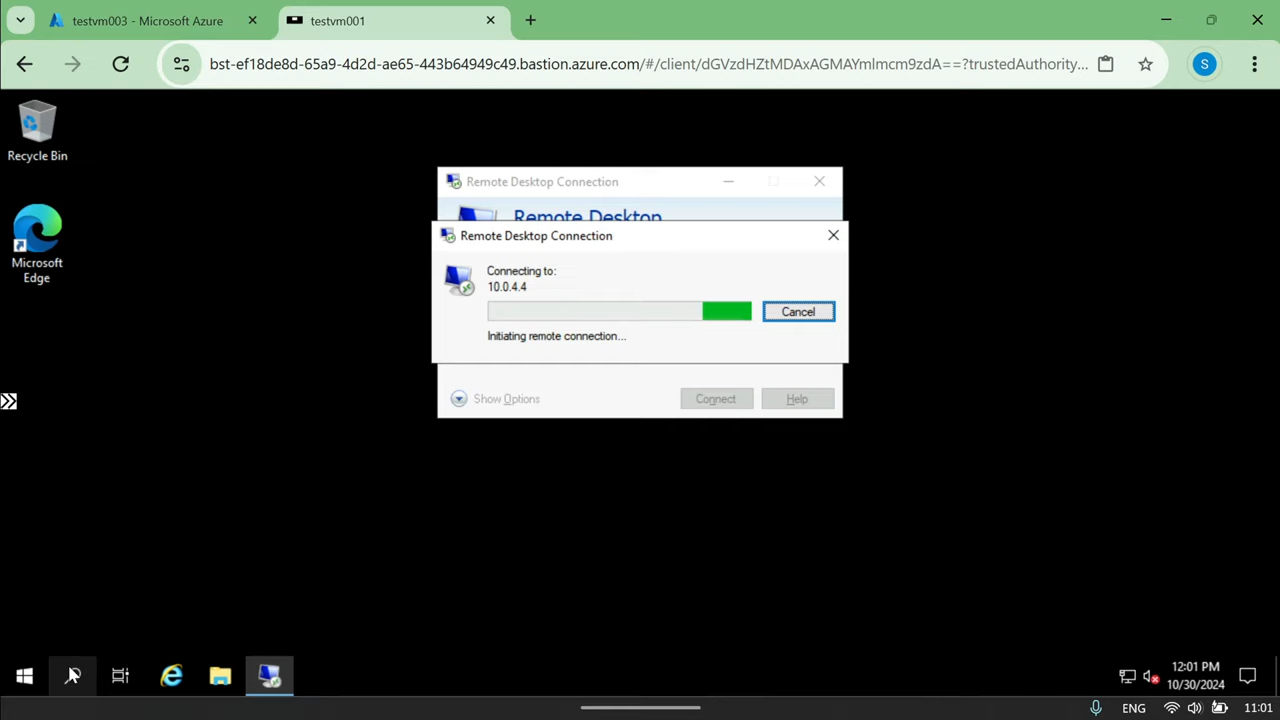 testvm003 - Microsoft Azure
testvm001
bst-ef18de8d-65a9-4d2d-ae65-443b64949c49.bastion.azure.com/#/client/dGVzdHZtMDAxAGMAYmlmcm9zdA==?trustedAuthority...
S
Recycle Bin
Microsoft
Edge
Remote Desktop Connection
Remote Desktop
Remote Desktop Connection
Connecting to:
10.0.4.4
Cancel
Initiating remote connection...
Show Options
Connect
Help
12:01 PM
10/30/2024
ENG
11:01